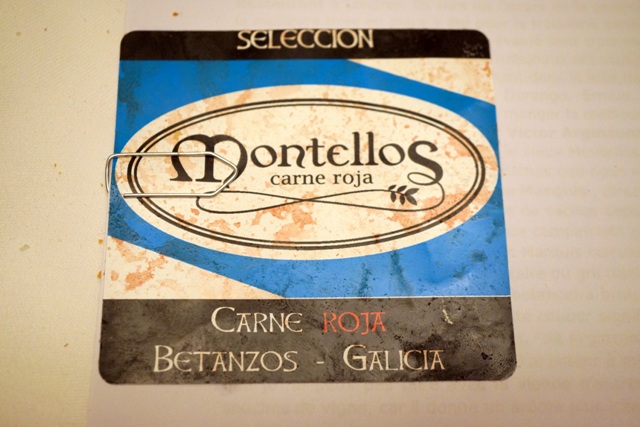 SELECCION
Montellos
carne roja
CARNE ROJA
BETANZOS - GALICIA